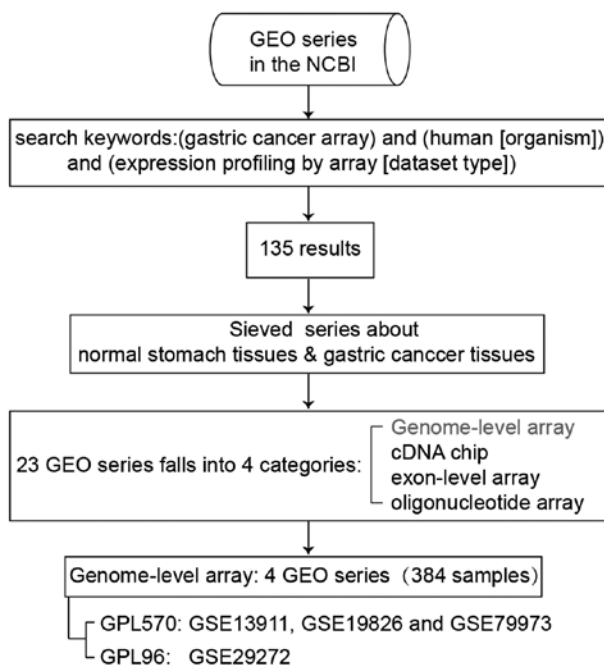 GEO series
in the NCBI
search keywords:(gastric cancer array) and (human [organism])
and (expression profiling by array [dataset type])
135 results
Sieved series about
normal stomach tissues & gastric canccer tissues
23 GEO series falls into 4 categories:
Genome-level array
cDNA chip
exon-level array
oligonucleotide array
Genome-level array: 4 GEO series (384 samples)
GPL570: GSE13911, GSE19826 and GSE79973
GPL96: GSE29272